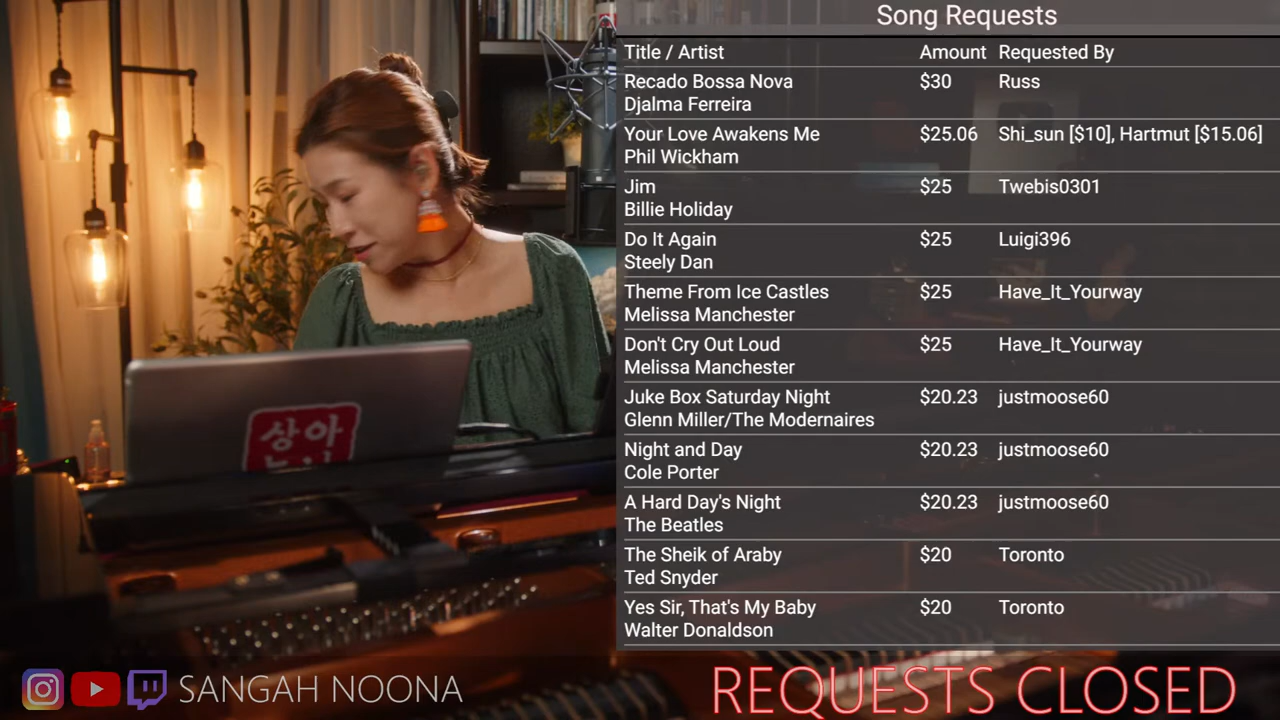 Song Requests
Title / Artist Amount Requested By
Recado Bossa Nova $30 Russ
Djalma Ferreira
Your Love Awakens Me $25.06 Shi_sun [$10], Hartmut [$15.06]
Phil Wickham
Jim $25 Twebis0301
Billie Holiday
Do It Again $25 Luigi396
Steely Dan
Theme From Ice Castles $25 Have_It_Yourway
Melissa Manchester
Don't Cry Out Loud $25 Have_It_Yourway
Melissa Manchester
Juke Box Saturday Night $20.23 justmoose60
Glenn Miller/The Modernaires
Night and Day $20.23 justmoose60
Cole Porter
A Hard Day's Night $20.23 justmoose60
The Beatles
The Sheik of Araby $20 Toronto
Ted Snyder
Yes Sir, That's My Baby $20 Toronto
Walter Donaldson
상아
SANGAH NOONA
REQUESTS CLOSED